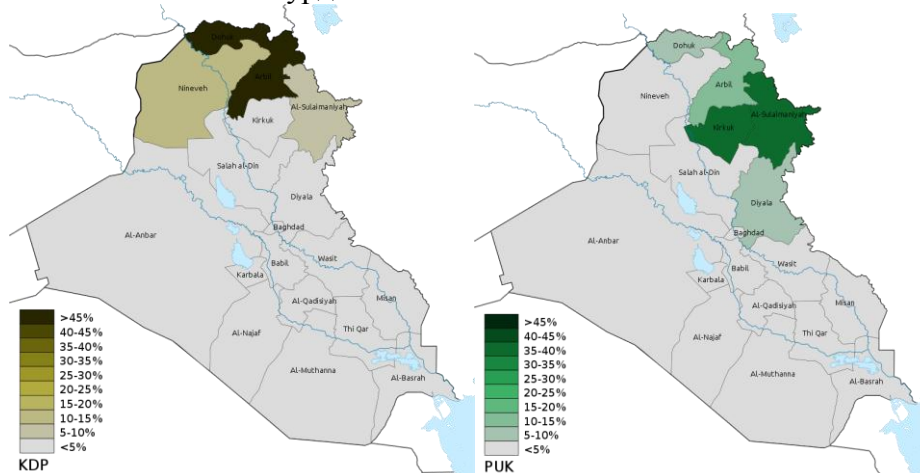 Dohuk
Arbil
Nineveh
Al-Sulaimaniyah
Kirkuk
Salah al-Din
Diyala
Baghdad
Al-Anbar
Wasit
Babil
Karbala
Al-Qadisiyah
Misan
Thi Qar
Al-Najaf
Al-Muthanna
Al-Basrah
>45%
40-45%
35-40%
30-35%
25-30%
20-25%
15-20%
10-15%
5-10%
<5%
KDP
Dohuk
Arbil
Nineveh
Al-Sulaimaniyah
Kirkuk
Salah al-Din
Diyala
Baghdad
Al-Anbar
Wasit
Babil
Karbala
Al-Qadisiyah
Misan
Thi Qar
Al-Najaf
Al-Muthanna
Al-Basrah
>45%
40-45%
35-40%
30-35%
25-30%
20-25%
15-20%
10-15%
5-10%
<5%
PUK